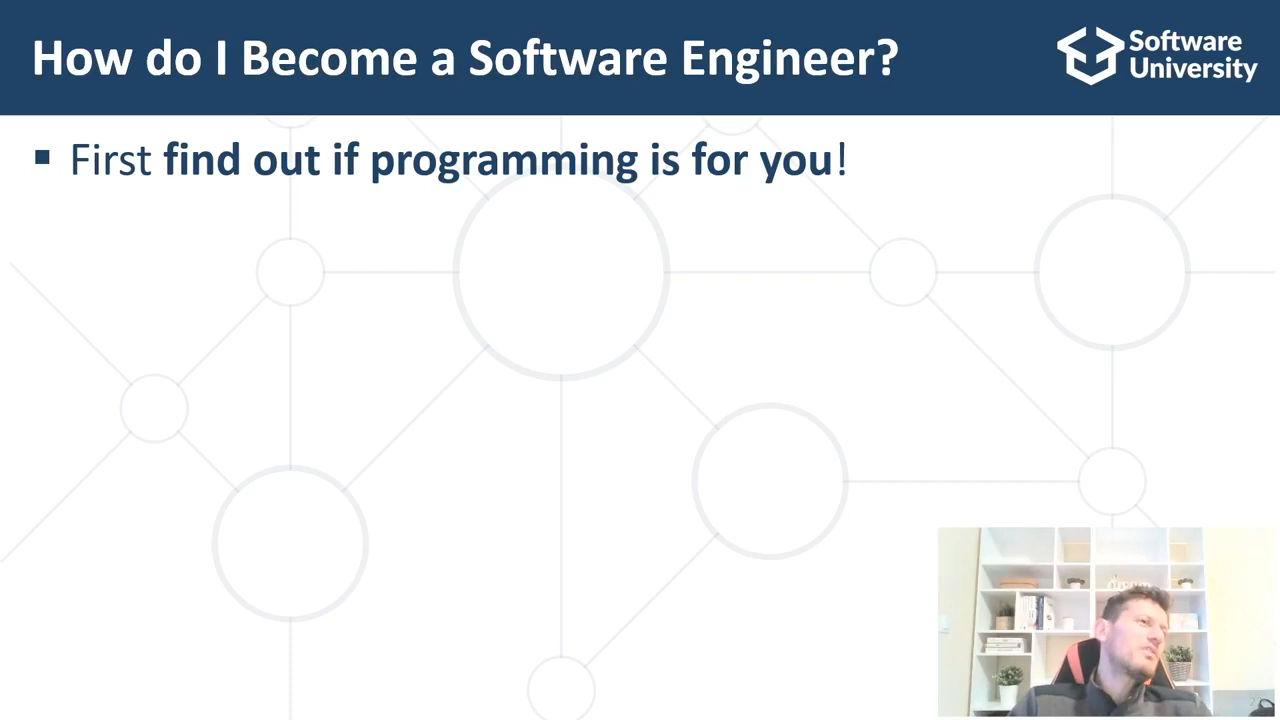 How do I Become a Software Engineer?
Software
University
▪ First find out if programming is for you!